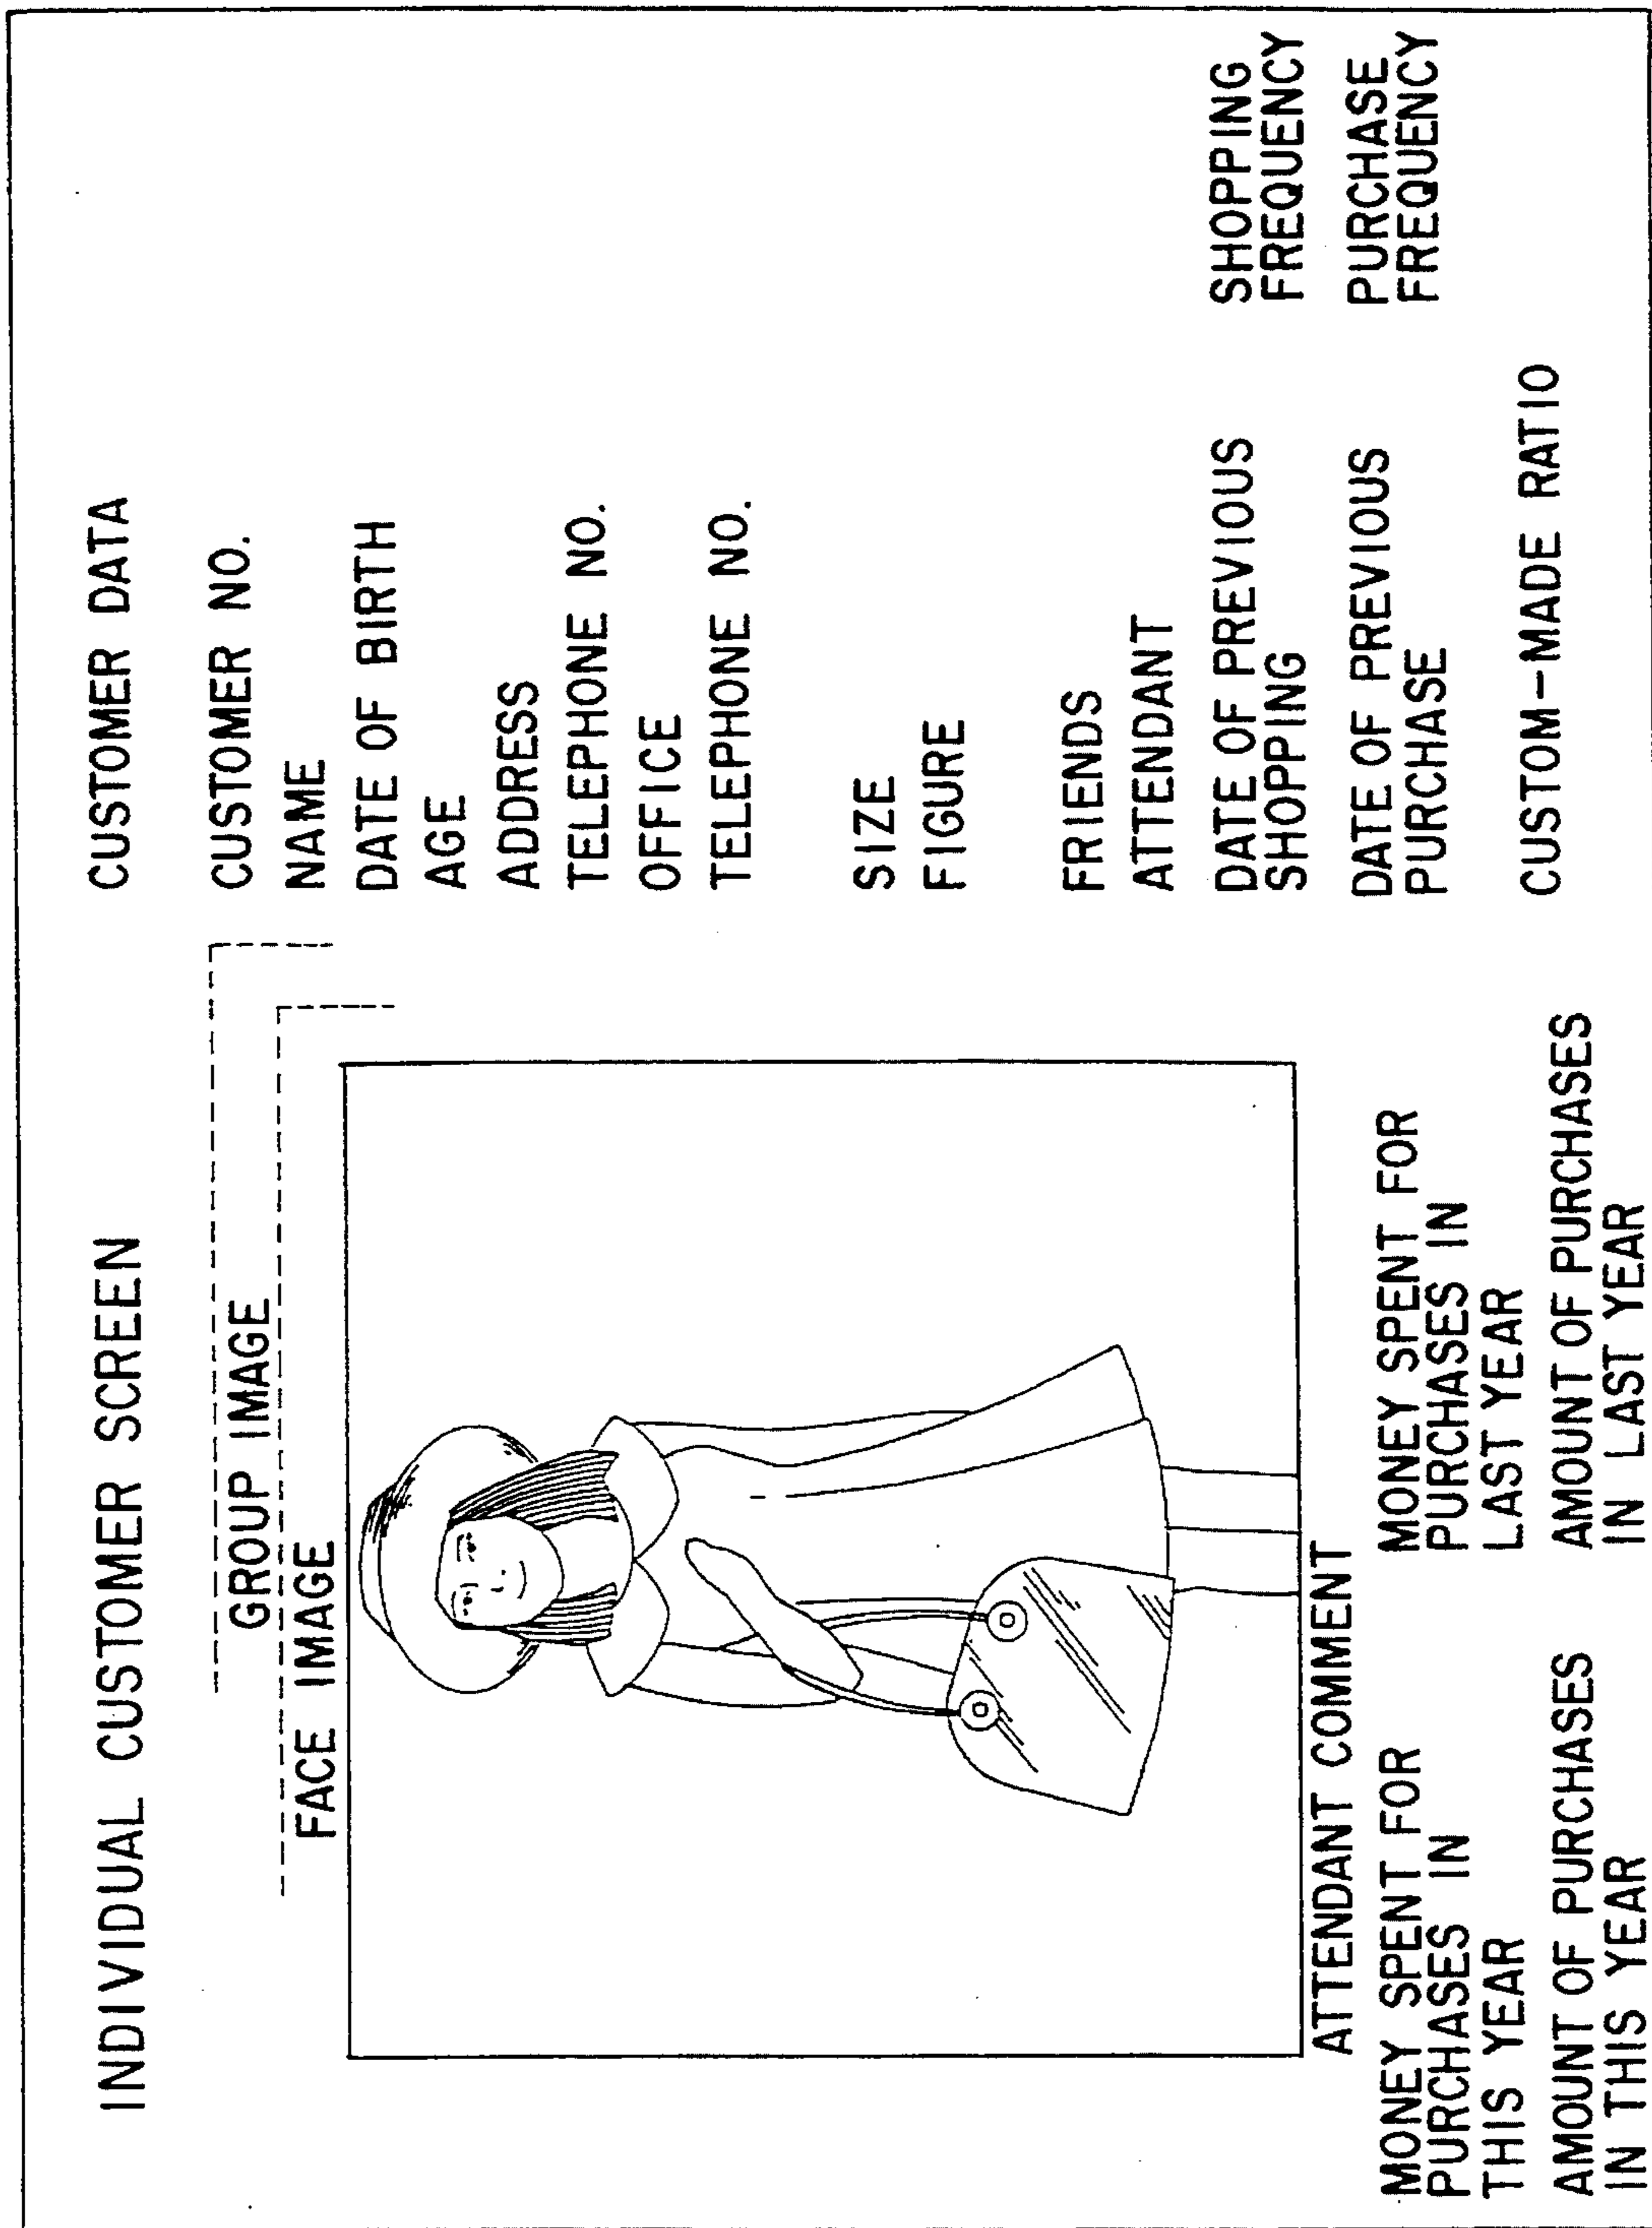 INDIVIDUAL CUSTOMER SCREEN
GROUP IMAGE
FACE IMAGE
ATTENDANT COMMENT
MONEY SPENT FOR
PURCHASES IN
THIS YEAR
MONEY SPENT FOR
PURCHASES IN
LAST YEAR
AMOUNT OF PURCHASES
IN THIS YEAR
AMOUNT OF PURCHASES
IN LAST YEAR
CUSTOMER DATA
CUSTOMER NO.
NAME
DATE OF BIRTH
AGE
ADDRESS
TELEPHONE NO.
OFFICE
TELEPHONE NO.
SIZE
FIGURE
FRIENDS
ATTENDANT
DATE OF PREVIOUS
SHOPPING
SHOPPING
FREQUENCY
DATE OF PREVIOUS
PURCHASE
PURCHASE
FREQUENCY
CUSTOM-MADE RATIO